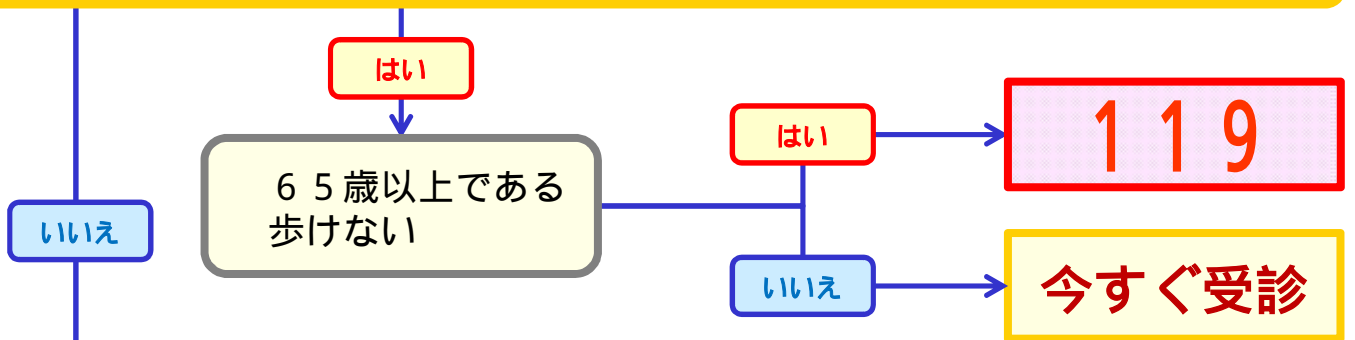 はい
はい
１１９
６５歳以上である
歩けない
いいえ
いいえ
今すぐ受診